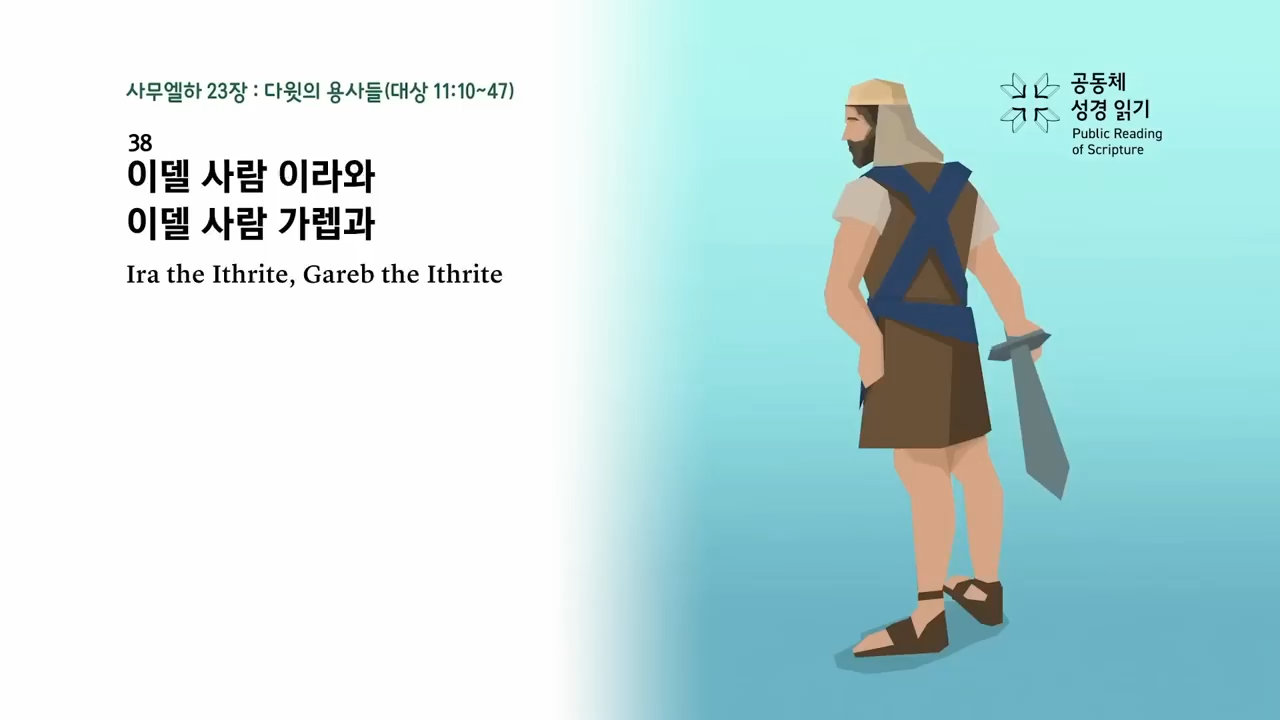 사무엘하 23장 : 다윗의 용사들(대상 11:10~47)
38
이델 사람 이라와
이델 사람 가렙과
Ira the Ithrite, Gareb the Ithrite
공동체
성경 읽기
Public Reading
of Scripture